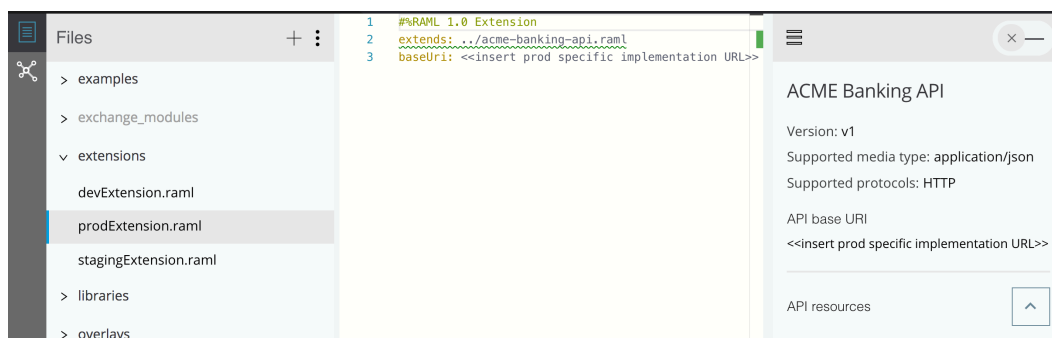 Files
examples
exchange_modules
extensions
devExtension.raml
prodExtension.raml
stagingExtension.raml
libraries
overlays
1 #%RAML 1.0 Extension
2 extends: ../acme-banking-api.raml
3 baseUri: <<insert prod specific implementation URL>>
ACME Banking API
Version: v1
Supported media type: application/json
Supported protocols: HTTP
API base URI
<<insert prod specific implementation URL>>
API resources